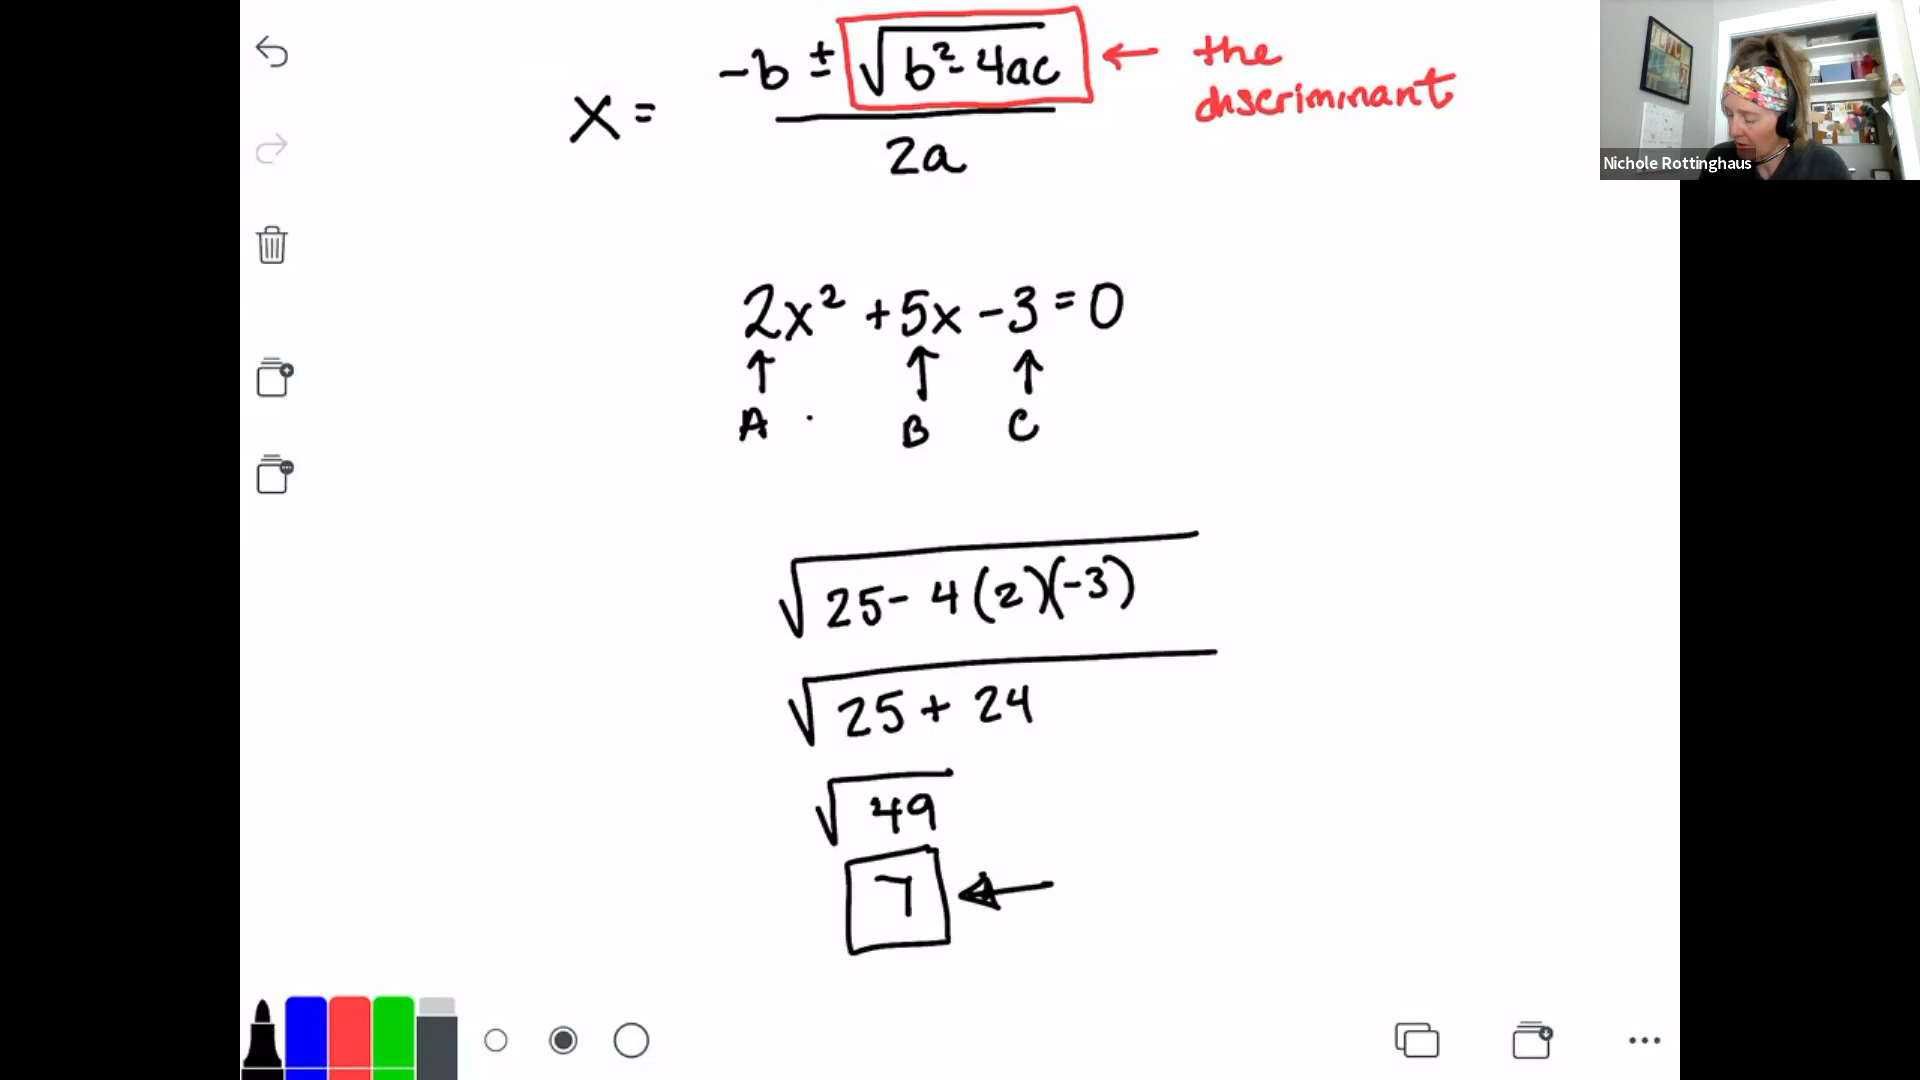 x = -b ± √b² - 4ac ← the discriminant
2a
Nichole Rottinghaus
2x² + 5x - 3 = 0
↑ ↑ ↑
A B C
√25 - 4(2)(-3)
√25 + 24
√49
7 ←